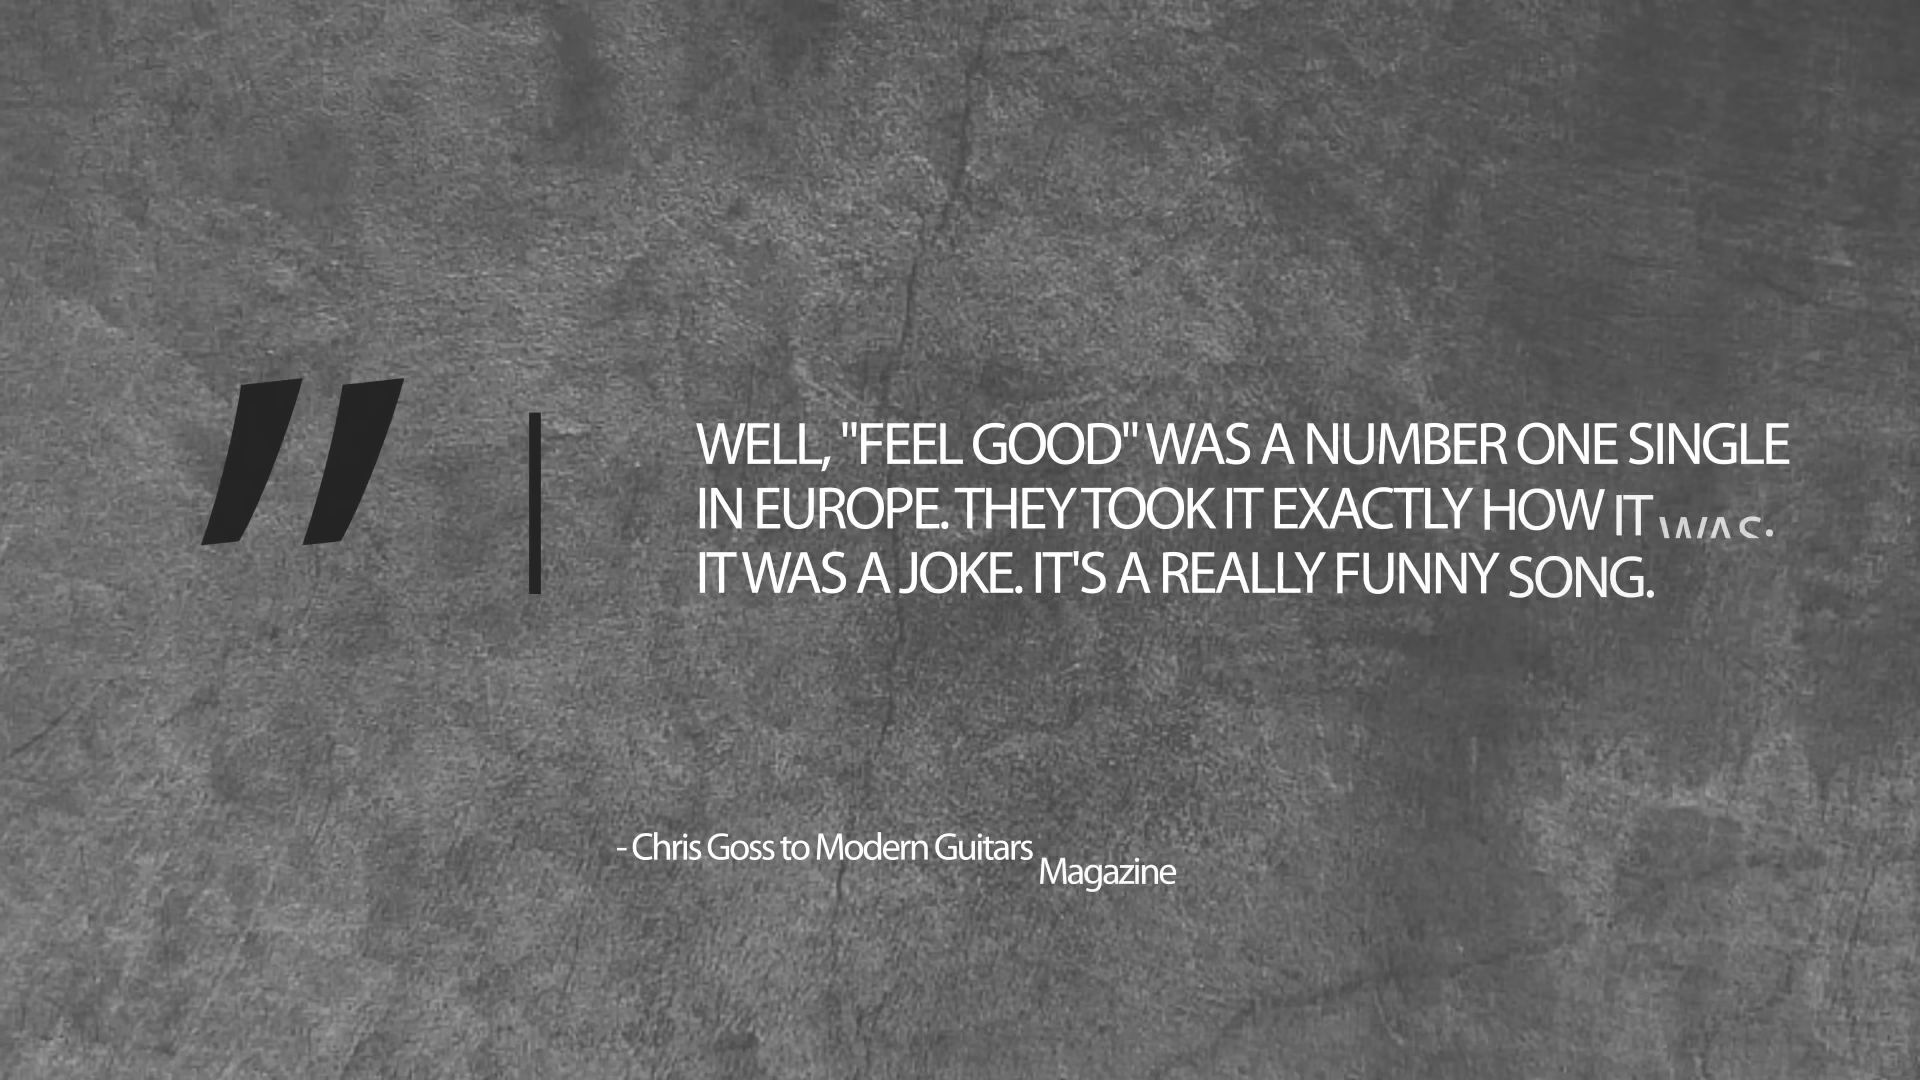 WELL, "FEEL GOOD" WAS A NUMBER ONE SINGLE
IN EUROPE. THEY TOOK IT EXACTLY HOW IT WAS.
IT WAS A JOKE. IT'S A REALLY FUNNY SONG.
- Chris Goss to Modern Guitars Magazine